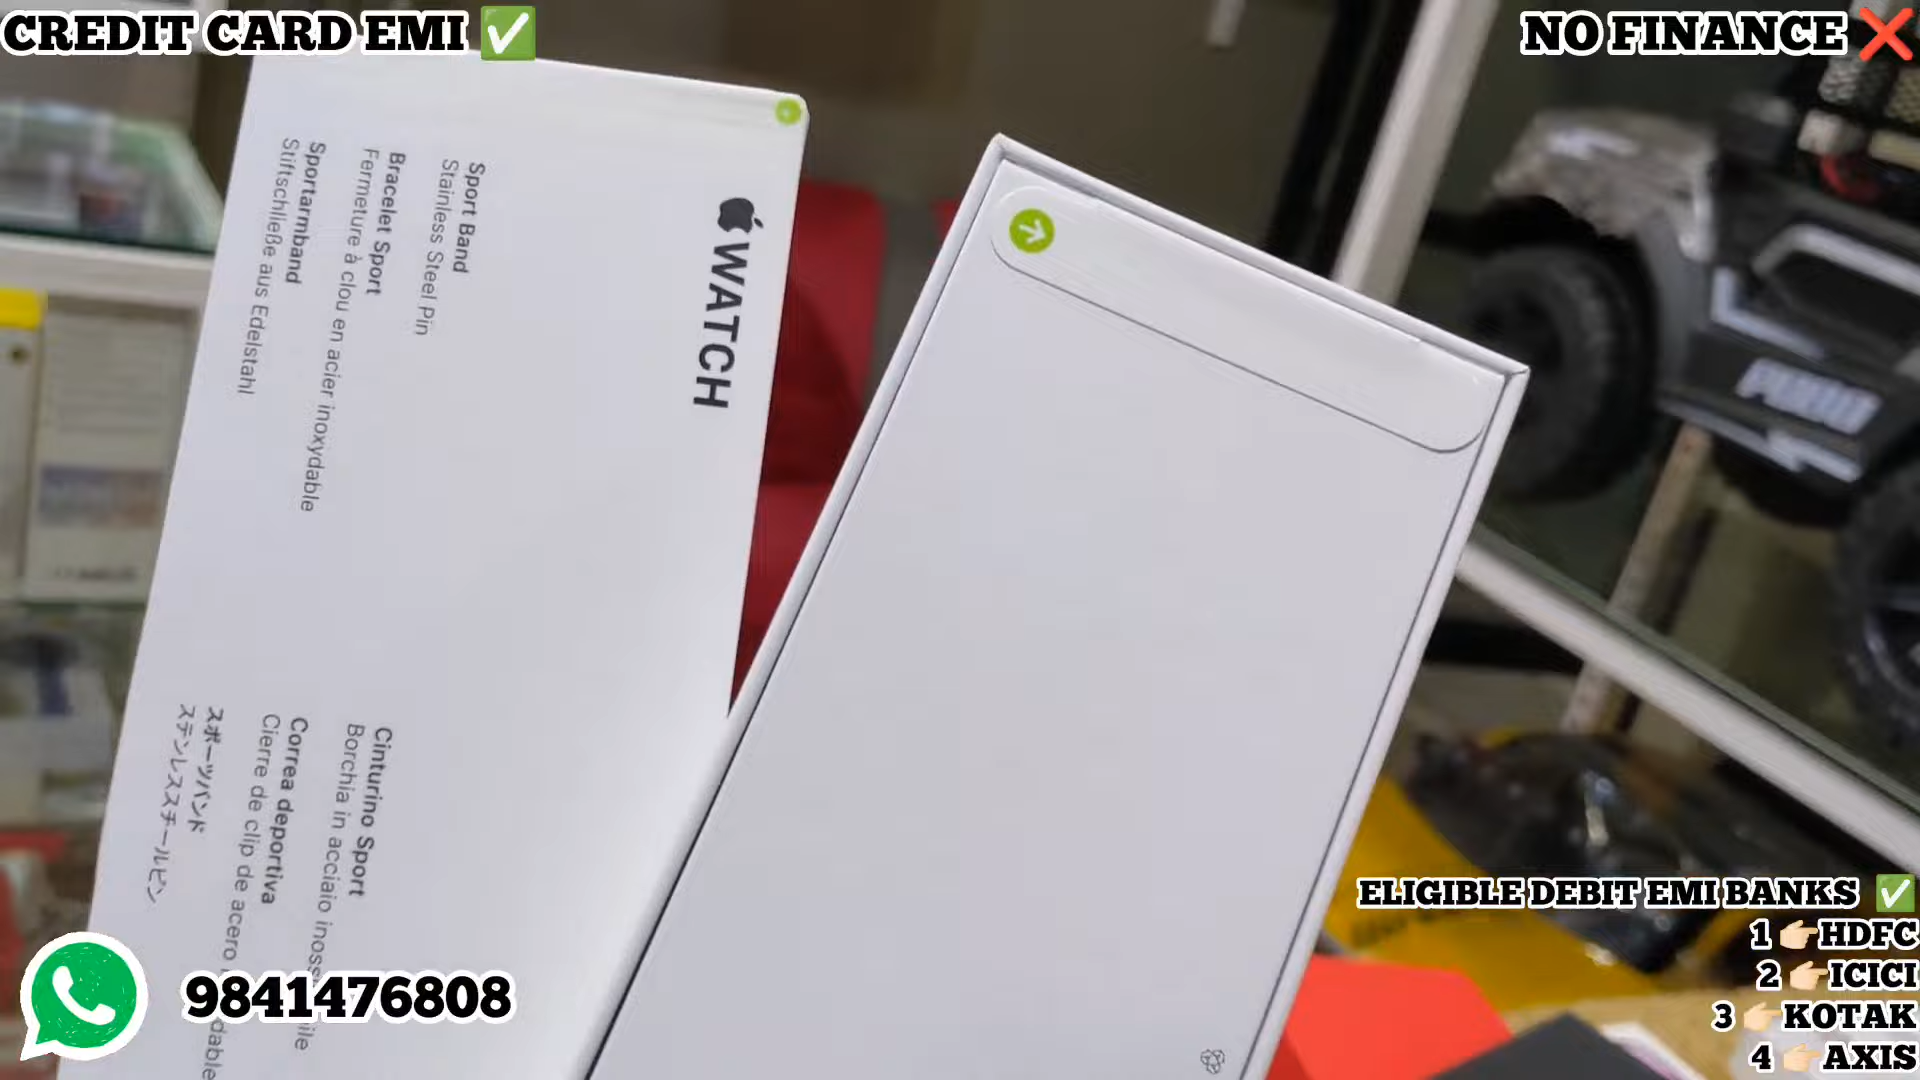 CREDIT CARD EMI ✅
NO FINANCE ❌
WATCH
Sport Band
Stainless Steel Pin
Bracelet Sport
Fermeture à clou en acier inoxydable
Sportarmband
Stiftschließe aus Edelstahl
Cinturino Sport
Borchia in acciaio
Correa deportiva
Cierre de clip de acero
スポーツバンド
ステンレススチールピン
PUMA
ELIGIBLE DEBIT EMI BANKS ✅
1 👉🏻HDFC
2 👉🏻ICICI
3 👉🏻KOTAK
4 👉🏻AXIS
9841476808